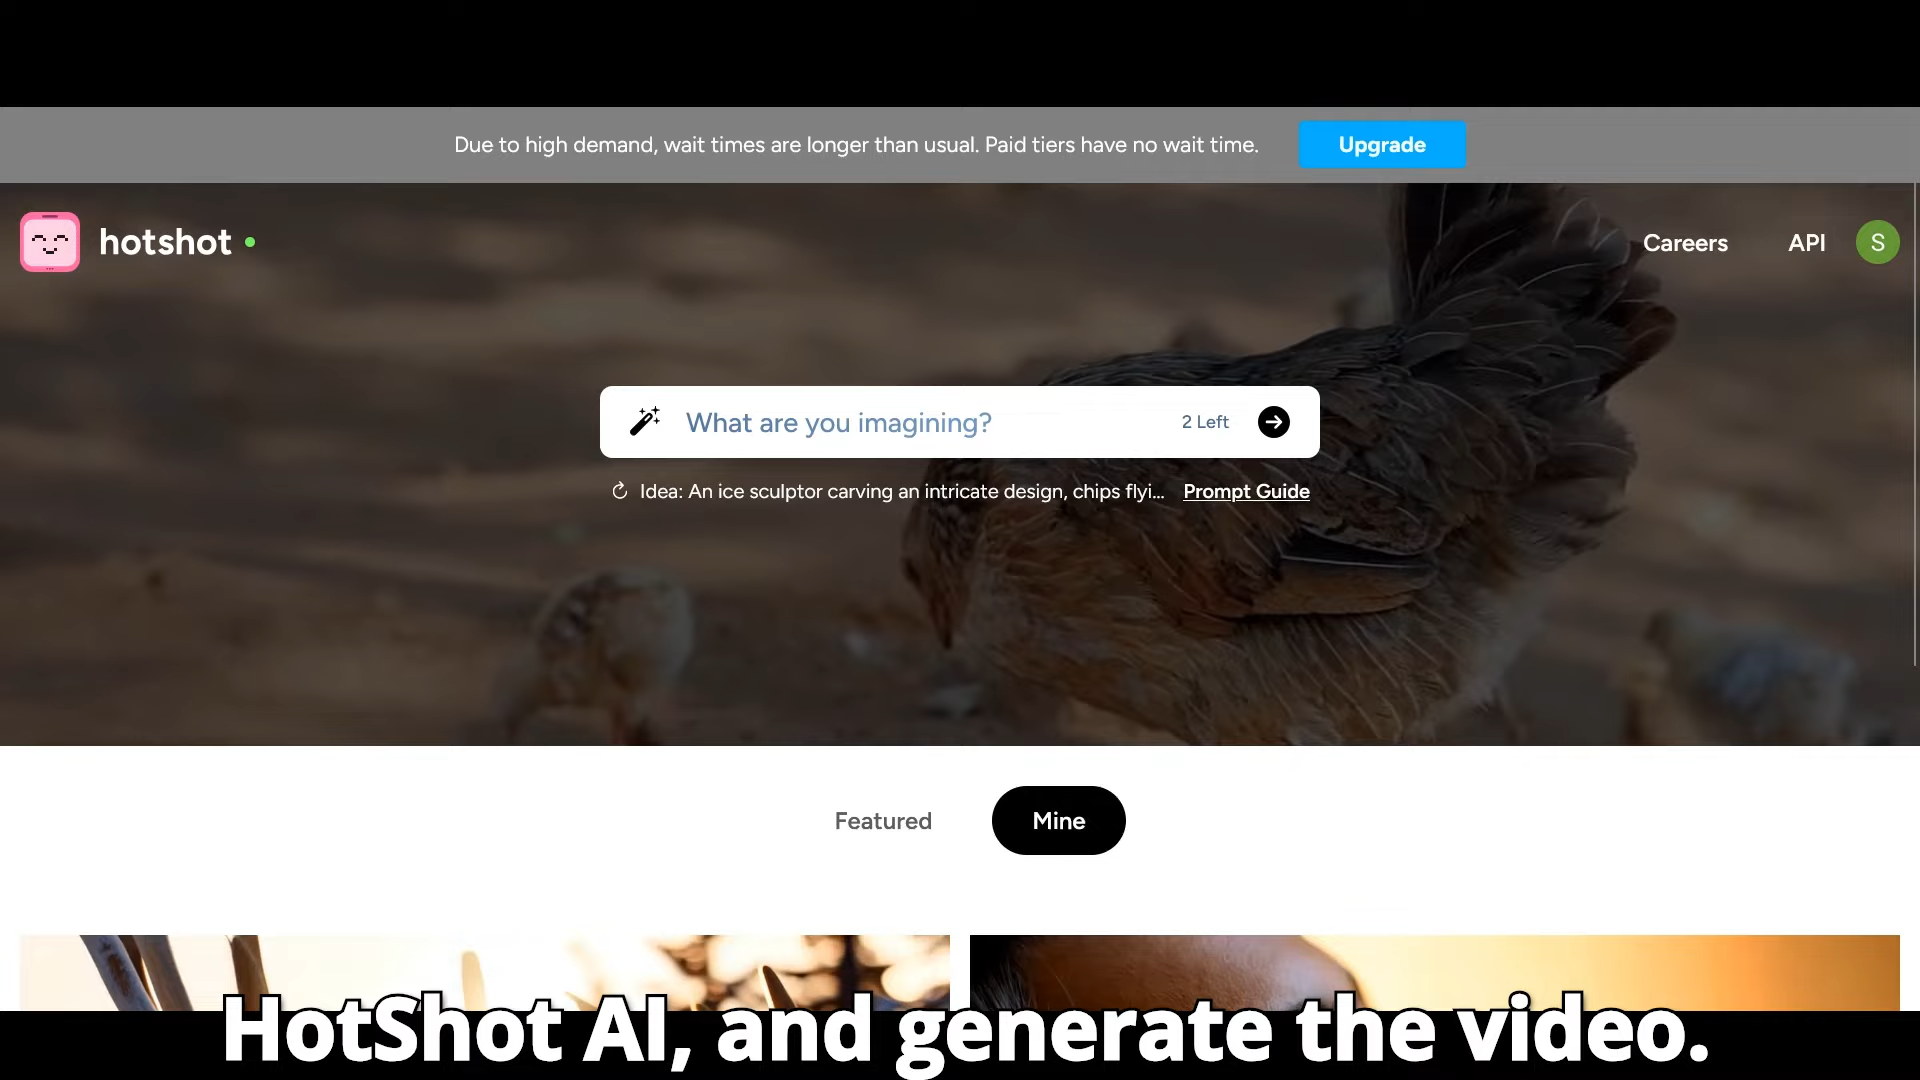 Due to high demand, wait times are longer than usual. Paid tiers have no wait time.
Upgrade
hotshot
Careers
API
S
What are you imagining?
2 Left
Idea: An ice sculptor carving an intricate design, chips flyi...
Prompt Guide
Featured
Mine
HotShot AI, and generate the video.